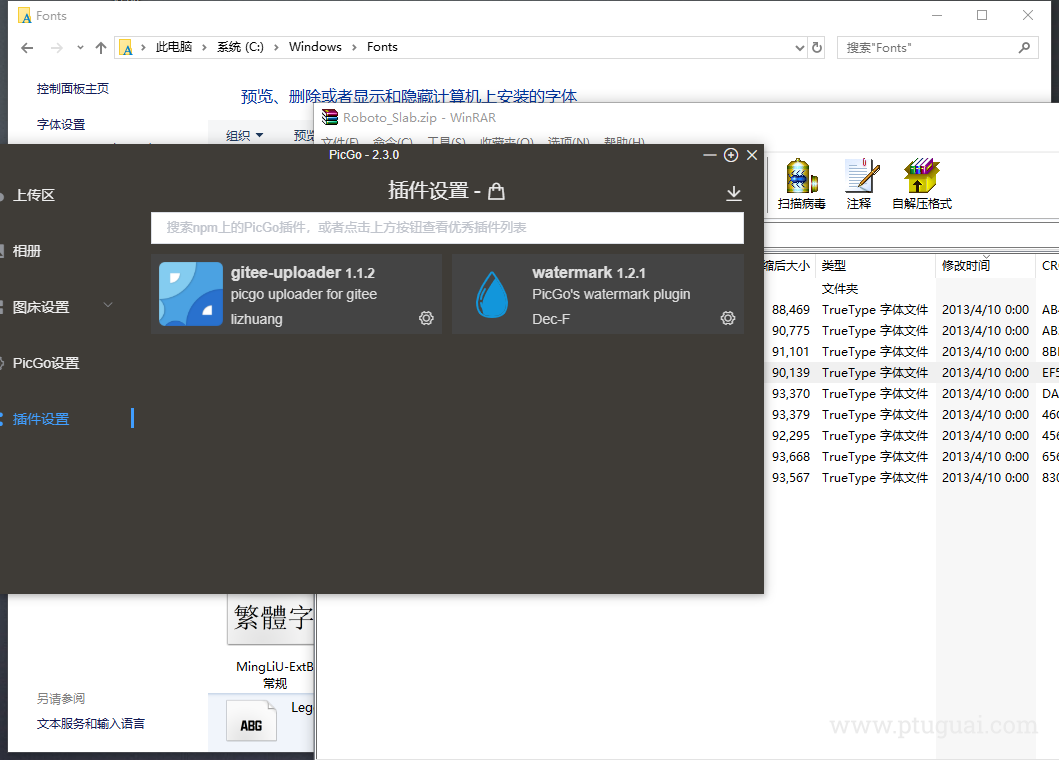 Fonts
此电脑
系统 (C:)
Windows
Fonts
搜索"Fonts"
控制面板主页
字体设置
预览、删除或者显示和隐藏计算机上安装的字体
组织
预览
Roboto_Slab.zip - WinRAR
文件(F) 命令(C) 工具(S) 收藏夹(O) 选项(N) 帮助(H)
扫描病毒
注释
自解压格式
PicGo - 2.3.0
上传区
相册
图床设置
PicGo设置
插件设置
插件设置 -
搜索npm上的PicGo插件，或者点击上方按钮查看优秀插件列表
gitee-uploader 1.1.2
picgo uploader for gitee
lizhuang
watermark 1.2.1
PicGo's watermark plugin
Dec-F
缩后大小 类型 修改时间 CR
文件夹
88,469 TrueType 字体文件 2013/4/10 0:00 AB
90,775 TrueType 字体文件 2013/4/10 0:00 AB
91,101 TrueType 字体文件 2013/4/10 0:00 8B
90,139 TrueType 字体文件 2013/4/10 0:00 EF5
93,370 TrueType 字体文件 2013/4/10 0:00 DA
93,379 TrueType 字体文件 2013/4/10 0:00 46
92,295 TrueType 字体文件 2013/4/10 0:00 456
93,668 TrueType 字体文件 2013/4/10 0:00 656
93,567 TrueType 字体文件 2013/4/10 0:00 830
繁體字
MingLiU-ExtB
常规
另请参阅
文本服务和输入语言
ABG
Leg
www.ptuguai.com